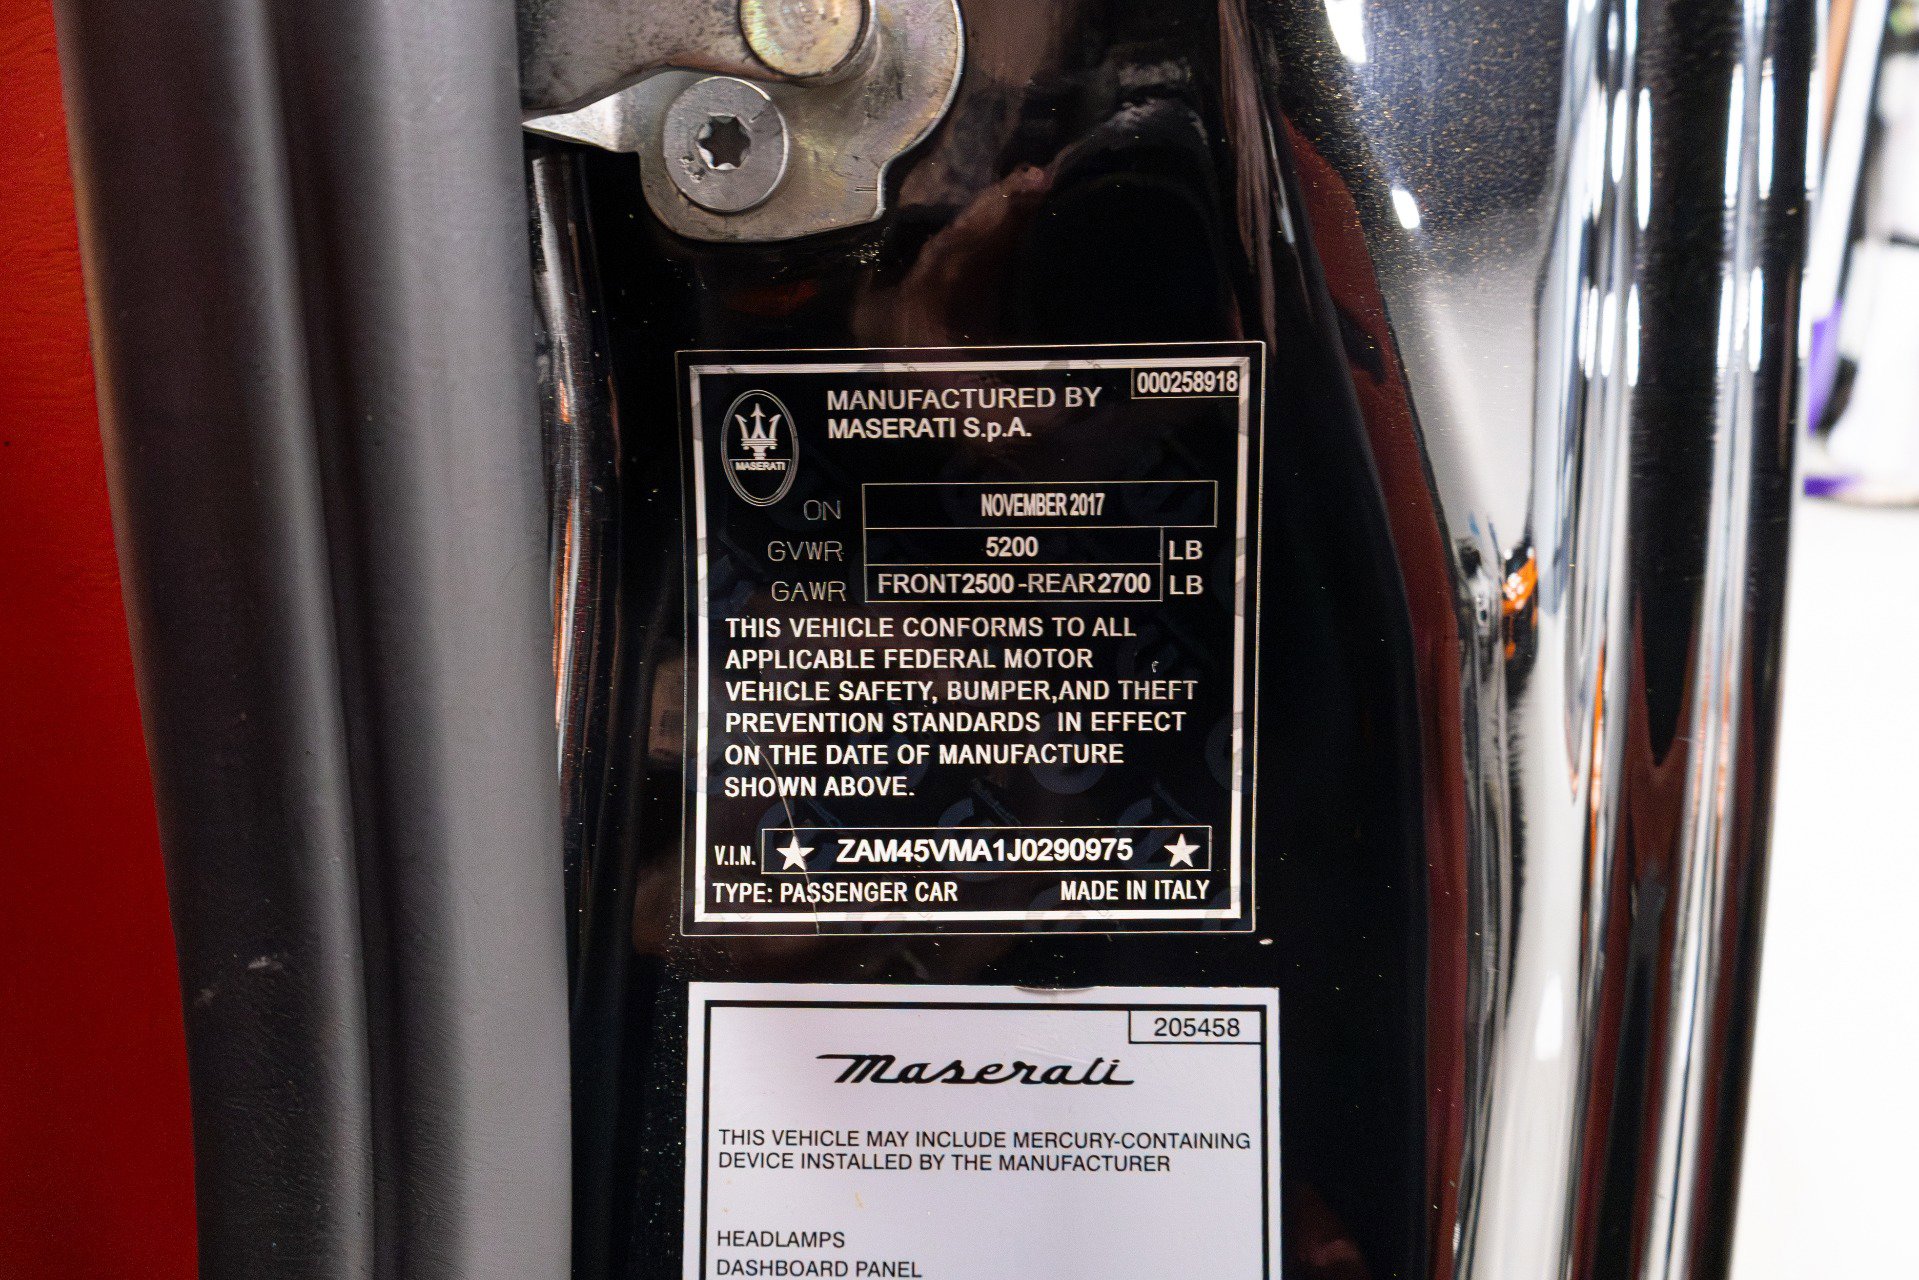 000258918
MANUFACTURED BY
MASERATI S.p.A.
MASERATI
ON NOVEMBER 2017
GVWR 5200 LB
GAWR FRONT2500-REAR2700 LB
THIS VEHICLE CONFORMS TO ALL
APPLICABLE FEDERAL MOTOR
VEHICLE SAFETY, BUMPER,AND THEFT
PREVENTION STANDARDS IN EFFECT
ON THE DATE OF MANUFACTURE
SHOWN ABOVE.
V.I.N. ★ ZAM45VMA1J0290975 ★
TYPE: PASSENGER CAR MADE IN ITALY
205458
Maserati
THIS VEHICLE MAY INCLUDE MERCURY-CONTAINING
DEVICE INSTALLED BY THE MANUFACTURER
HEADLAMPS
DASHBOARD PANEL